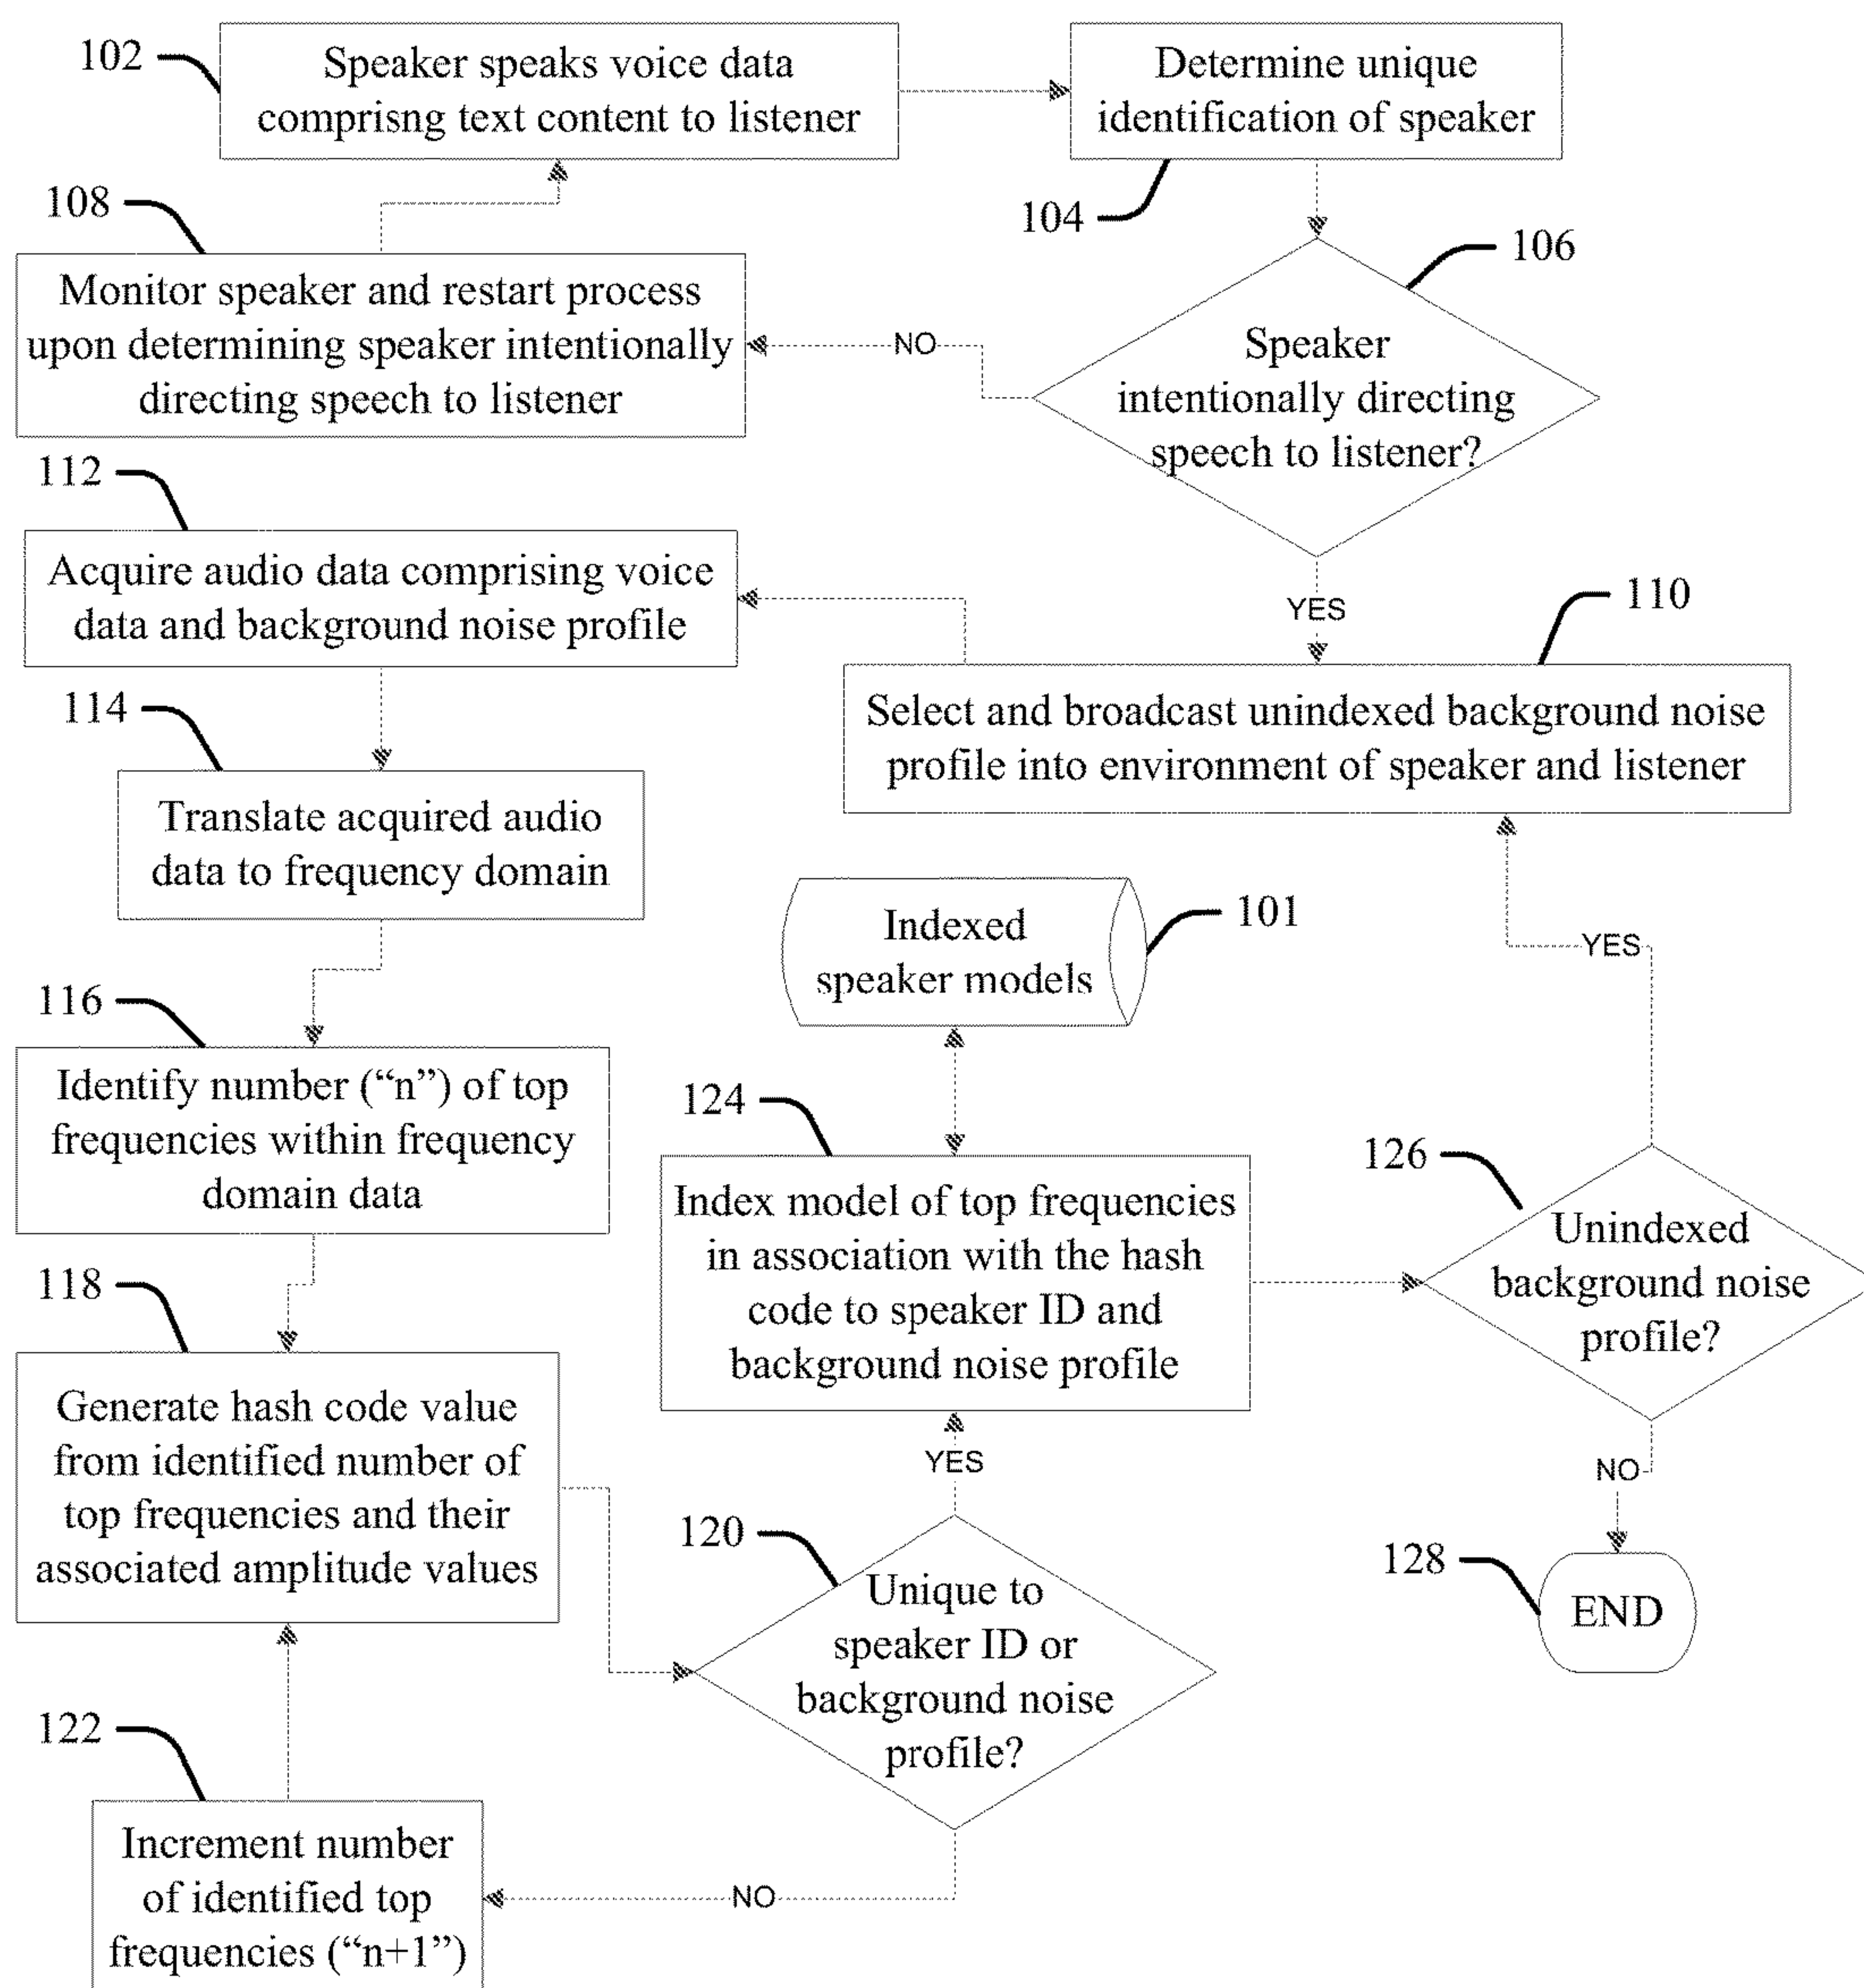 102
Speaker speaks voice data
comprisng text content to listener
Determine unique
identification of speaker
104
108
Monitor speaker and restart process
upon determining speaker intentionally
directing speech to listener
NO
106
Speaker
intentionally directing
speech to listener?
YES
112
Acquire audio data comprising voice
data and background noise profile
110
Select and broadcast unindexed background noise
profile into environment of speaker and listener
114
Translate acquired audio
data to frequency domain
Indexed
speaker models
101
YES
116
Identify number (“n”) of top
frequencies within frequency
domain data
124
Index model of top frequencies
in association with the hash
code to speaker ID and
background noise profile
126
Unindexed
background noise
profile?
118
Generate hash code value
from identified number of
top frequencies and their
associated amplitude values
YES
NO
120
Unique to
speaker ID or
background noise
profile?
128
END
122
Increment number
of identified top
frequencies (“n+1”)
NO